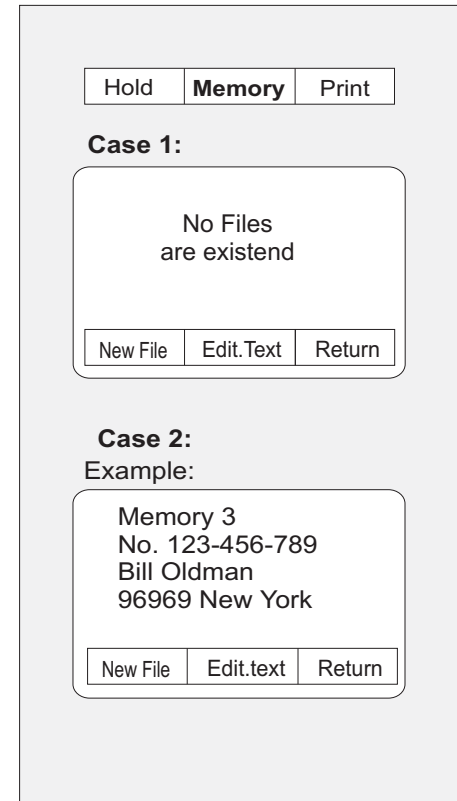 Hold Memory Print
Case 1:
No Files
are existend
New File Edit.Text Return
Case 2:
Example:
Memory 3
No. 123-456-789
Bill Oldman
96969 New York
New File Edit.text Return